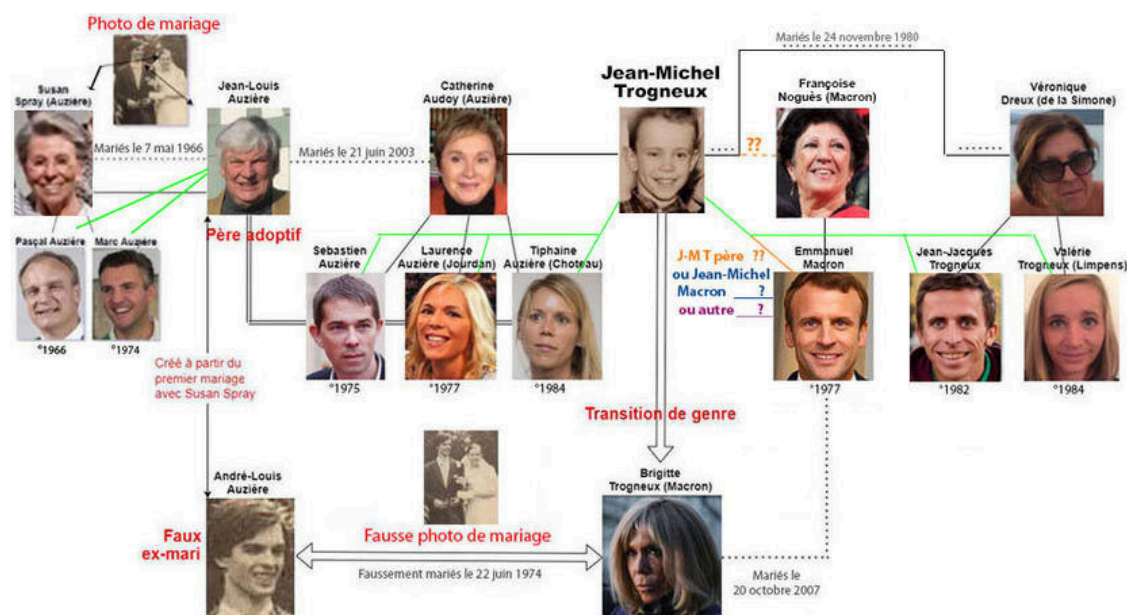 Photo de mariage
Mariés le 24 novembre 1980
Susan
Spray (Auzière)
Jean-Louis
Auzière
Catherine
Audoy (Auzière)
Jean-Michel
Trogneux
Françoise
Noguès (Macron)
Véronique
Dreux (de la Simone)
Mariés le 7 mai 1966
Mariés le 21 juin 2003
??
Père adoptif
Pascal Auzière
Marc Auzière
°1966
°1974
Sebastien
Auzière
Laurence
Auzière (Jourdan)
Tiphaine
Auzière (Choteau)
J-M T père ??
ou Jean-Michel
Macron ___ ?
ou autre ___ ?
Emmanuel
Macron
Jean-Jacques
Trogneux
Valérie
Trogneux (Limpens)
°1975
°1977
°1984
°1977
°1982
°1984
Créé à partir du
premier mariage
avec Susan Spray
Transition de genre
André-Louis
Auzière
Brigitte
Trogneux (Macron)
Faux
ex-mari
Fausse photo de mariage
Faussement mariés le 22 juin 1974
Mariés le
20 octobre 2007